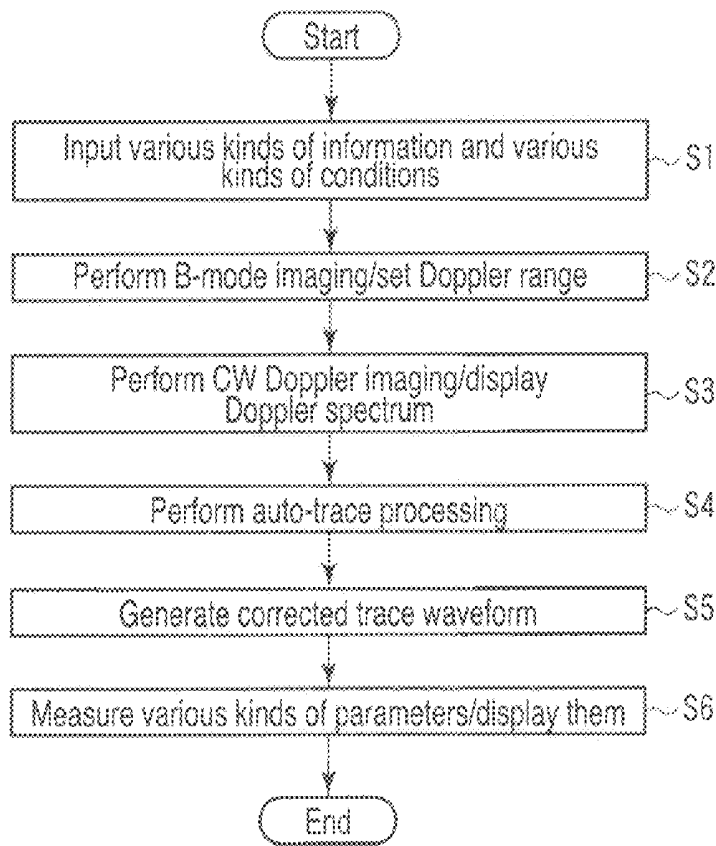 Start
Input various kinds of information and various
kinds of conditions
S1
Perform B-mode imaging/set Doppler range
S2
Perform CW Doppler imaging/display
Doppler spectrum
S3
Perform auto-trace processing
S4
Generate corrected trace waveform
S5
Measure various kinds of parameters/display them
S6
End